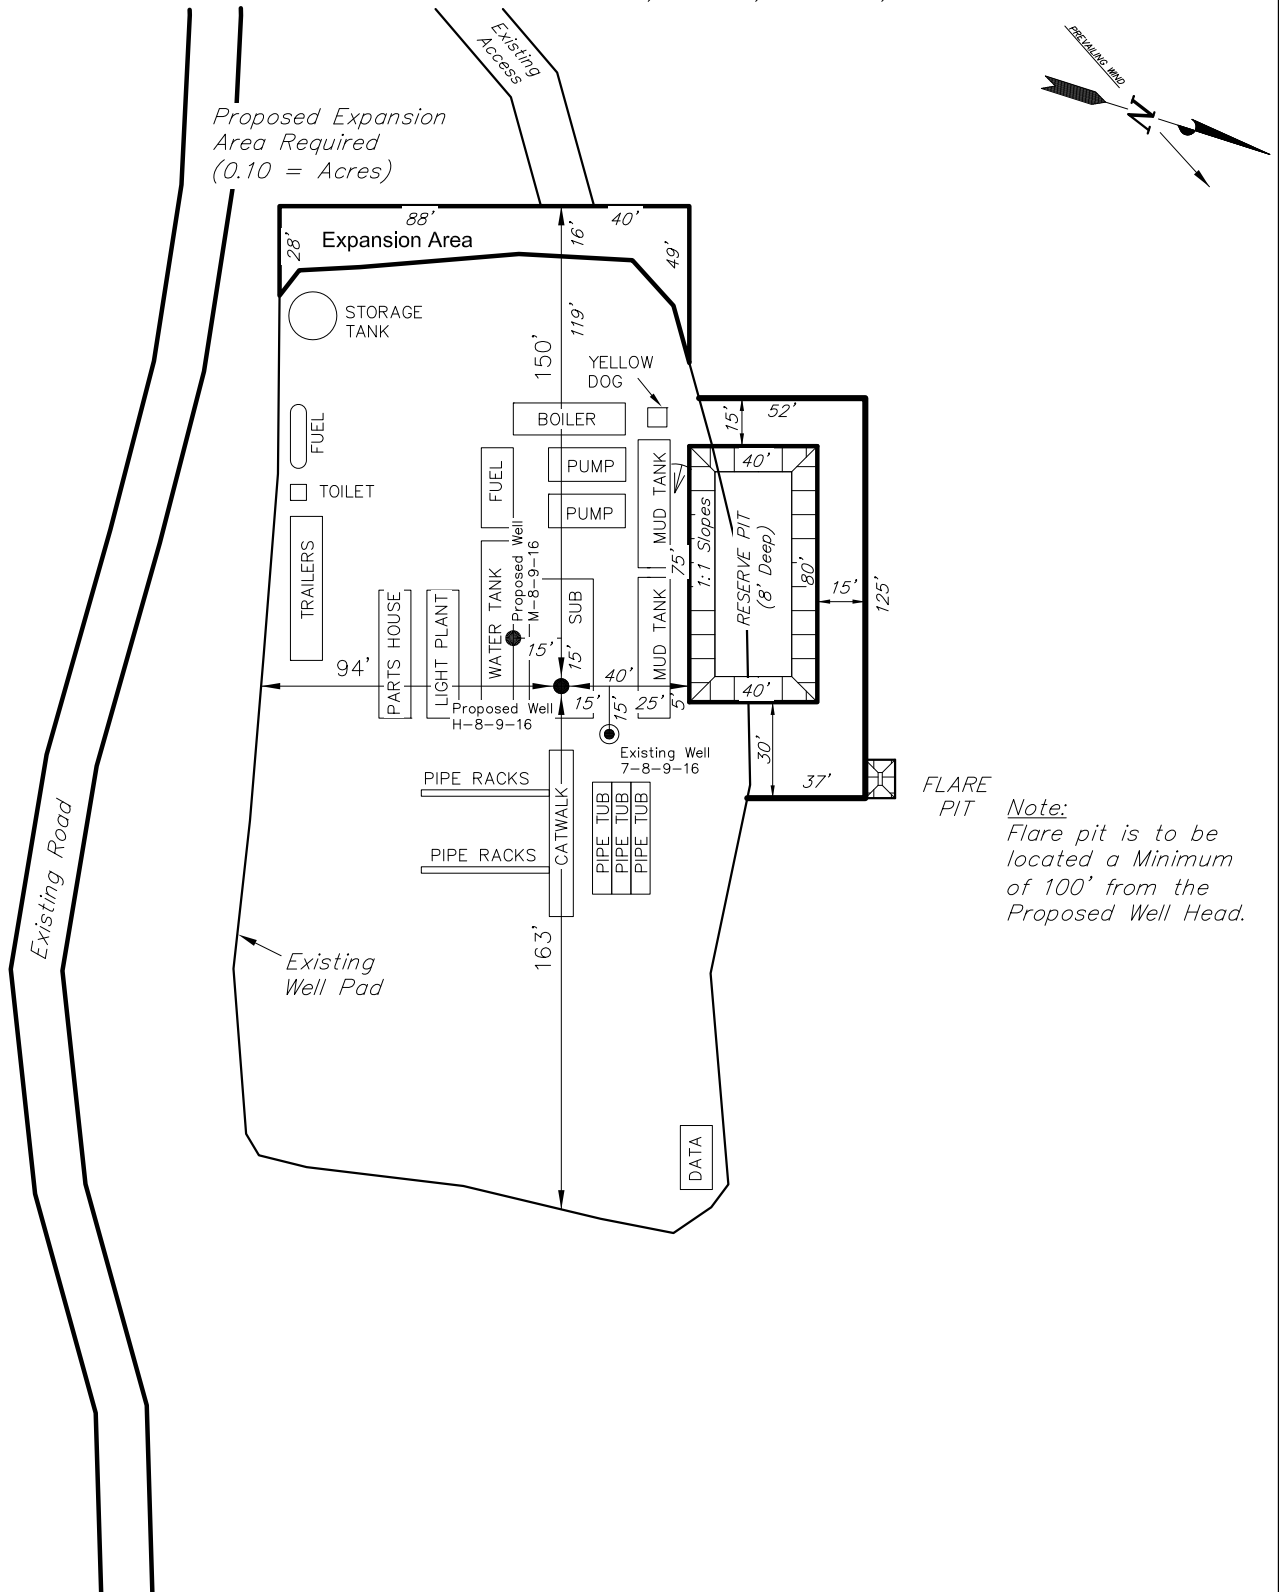 Existing
Access
PREVAILING WIND
N
Proposed Expansion
Area Required
(0.10 = Acres)
88'
40'
28'
Expansion Area
16'
49'
STORAGE
TANK
119'
150'
YELLOW
DOG
BOILER
52'
15'
FUEL
FUEL
PUMP
MUD TANK
40'
TOILET
PUMP
1:1 Slopes
RESERVE PIT
(8' Deep)
75'
80'
15'
125'
TRAILERS
PARTS HOUSE
LIGHT PLANT
WATER TANK
Proposed Well
M-8-9-16
SUB
MUD TANK
15'
15'
94'
40'
40'
15'
25'
5'
15'
Proposed Well
H-8-9-16
Existing Well
7-8-9-16
30'
37'
PIPE RACKS
CATWALK
PIPE TUB
PIPE TUB
PIPE TUB
PIPE RACKS
FLARE
PIT
Note:
Flare pit is to be
located a Minimum
of 100' from the
Proposed Well Head.
Existing Road
163'
Existing
Well Pad
DATA